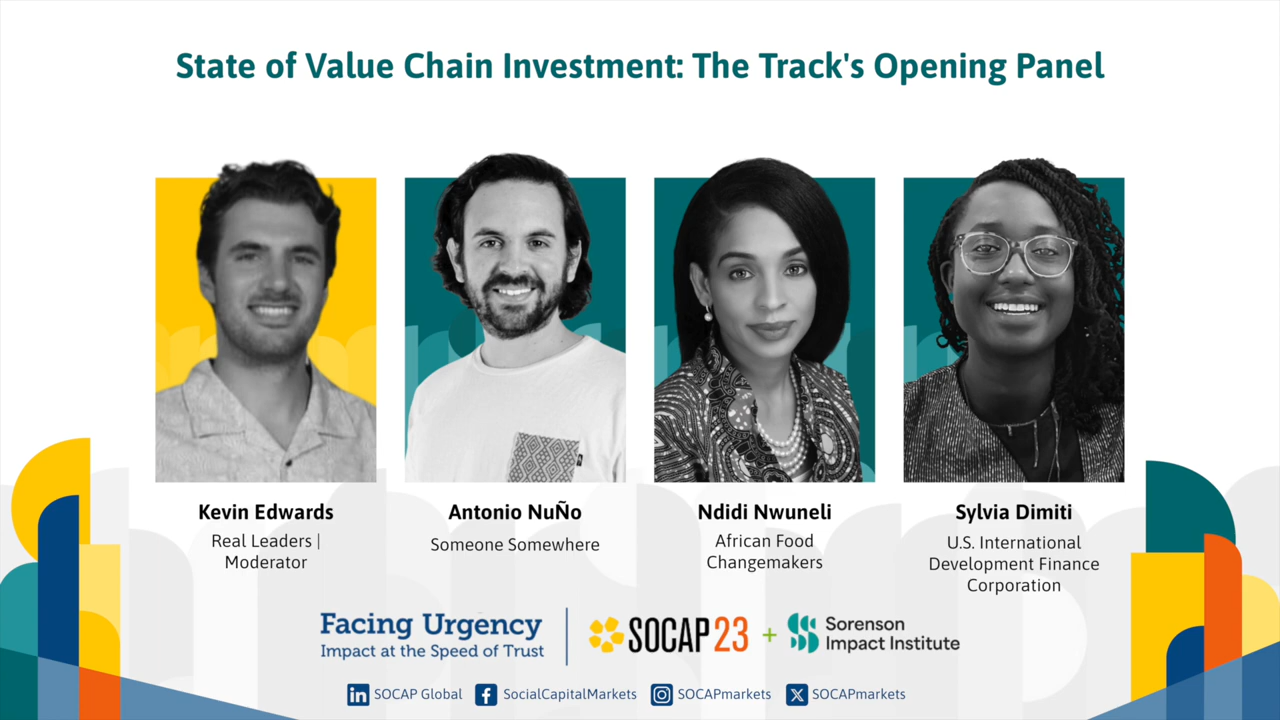 State of Value Chain Investment: The Track's Opening Panel
Kevin Edwards
Real Leaders |
Moderator
Antonio NuÑo
Someone Somewhere
Ndidi Nwuneli
African Food
Changemakers
Sylvia Dimiti
U.S. International
Development Finance
Corporation
Facing Urgency
Impact at the Speed of Trust
SOCAP 23
+
Sorenson
Impact Institute
SOCAP Global
SocialCapitalMarkets
SOCAPmarkets
SOCAPmarkets